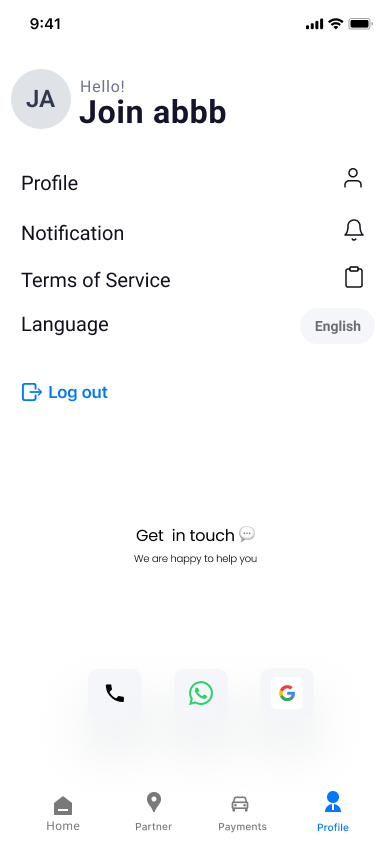 9:41
JA
Hello!
Join abbb
Profile
Notification
Terms of Service
Language
English
Log out
Get in touch 💬
We are happy to help you
Home
Partner
Payments
Profile